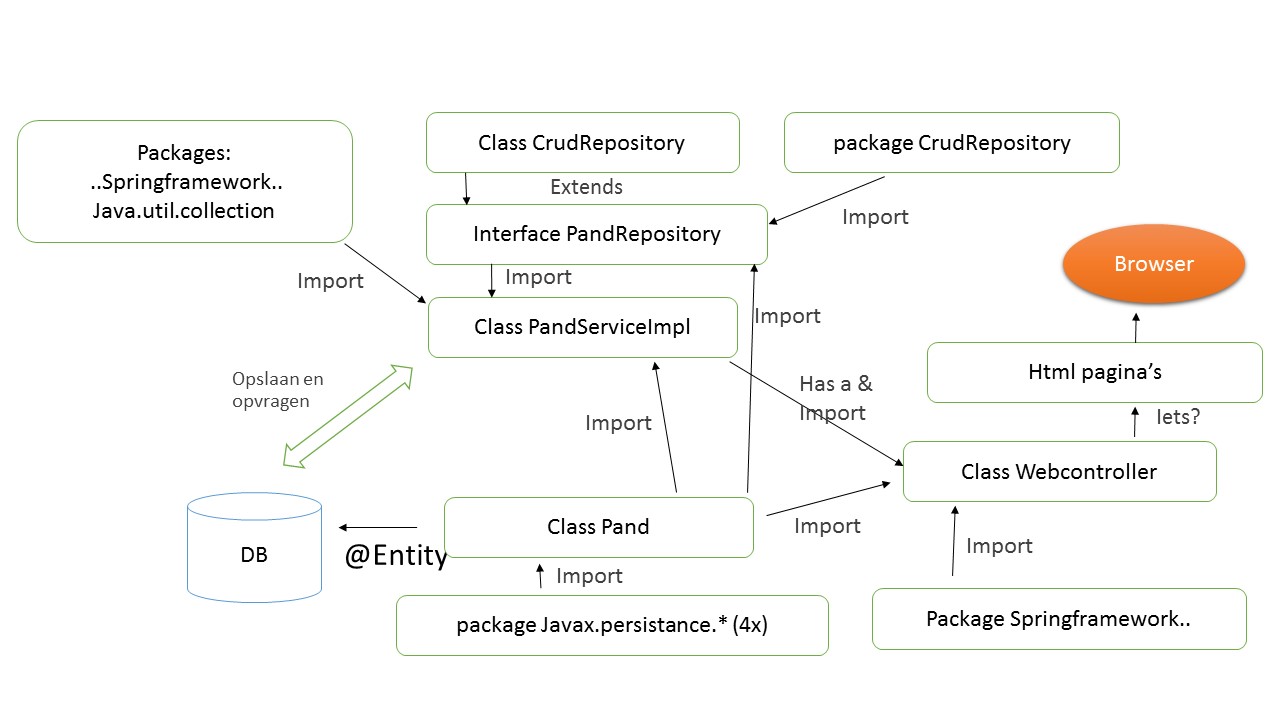 Packages:
..Springframework..
Java.util.collection
Class CrudRepository
package CrudRepository
Extends
Import
Interface PandRepository
Import
Import
Browser
Class PandServiceImpl
Import
Html pagina’s
Opslaan en
opvragen
Has a &
Import
Iets?
Import
Class Webcontroller
Class Pand
Import
DB
@Entity
Import
Import
package Javax.persistance.* (4x)
Package Springframework..